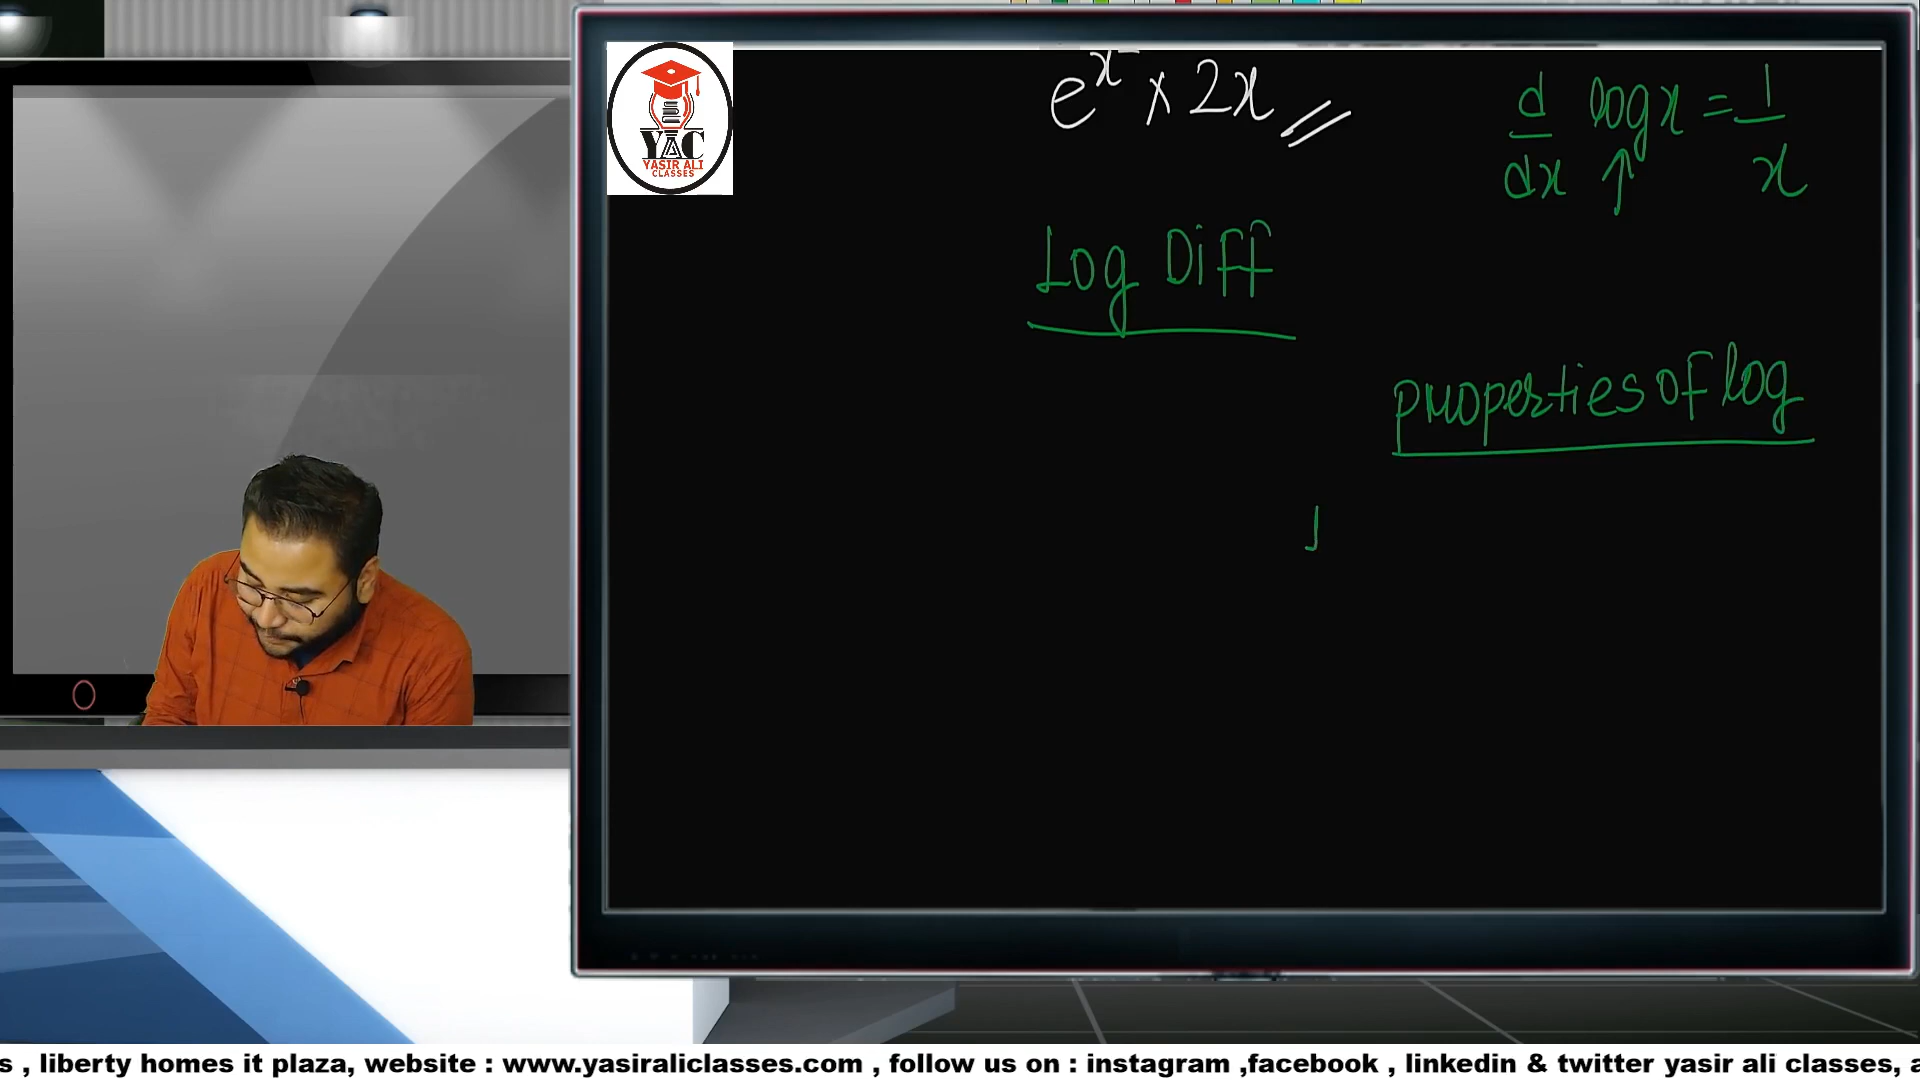 YAC
YASIR ALI
CLASSES
e^x × 2x
d/dx log x = 1/x
Log Diff
properties of log
s , liberty homes it plaza, website : www.yasiraliclasses.com , follow us on : instagram ,facebook , linkedin & twitter yasir ali classes, a